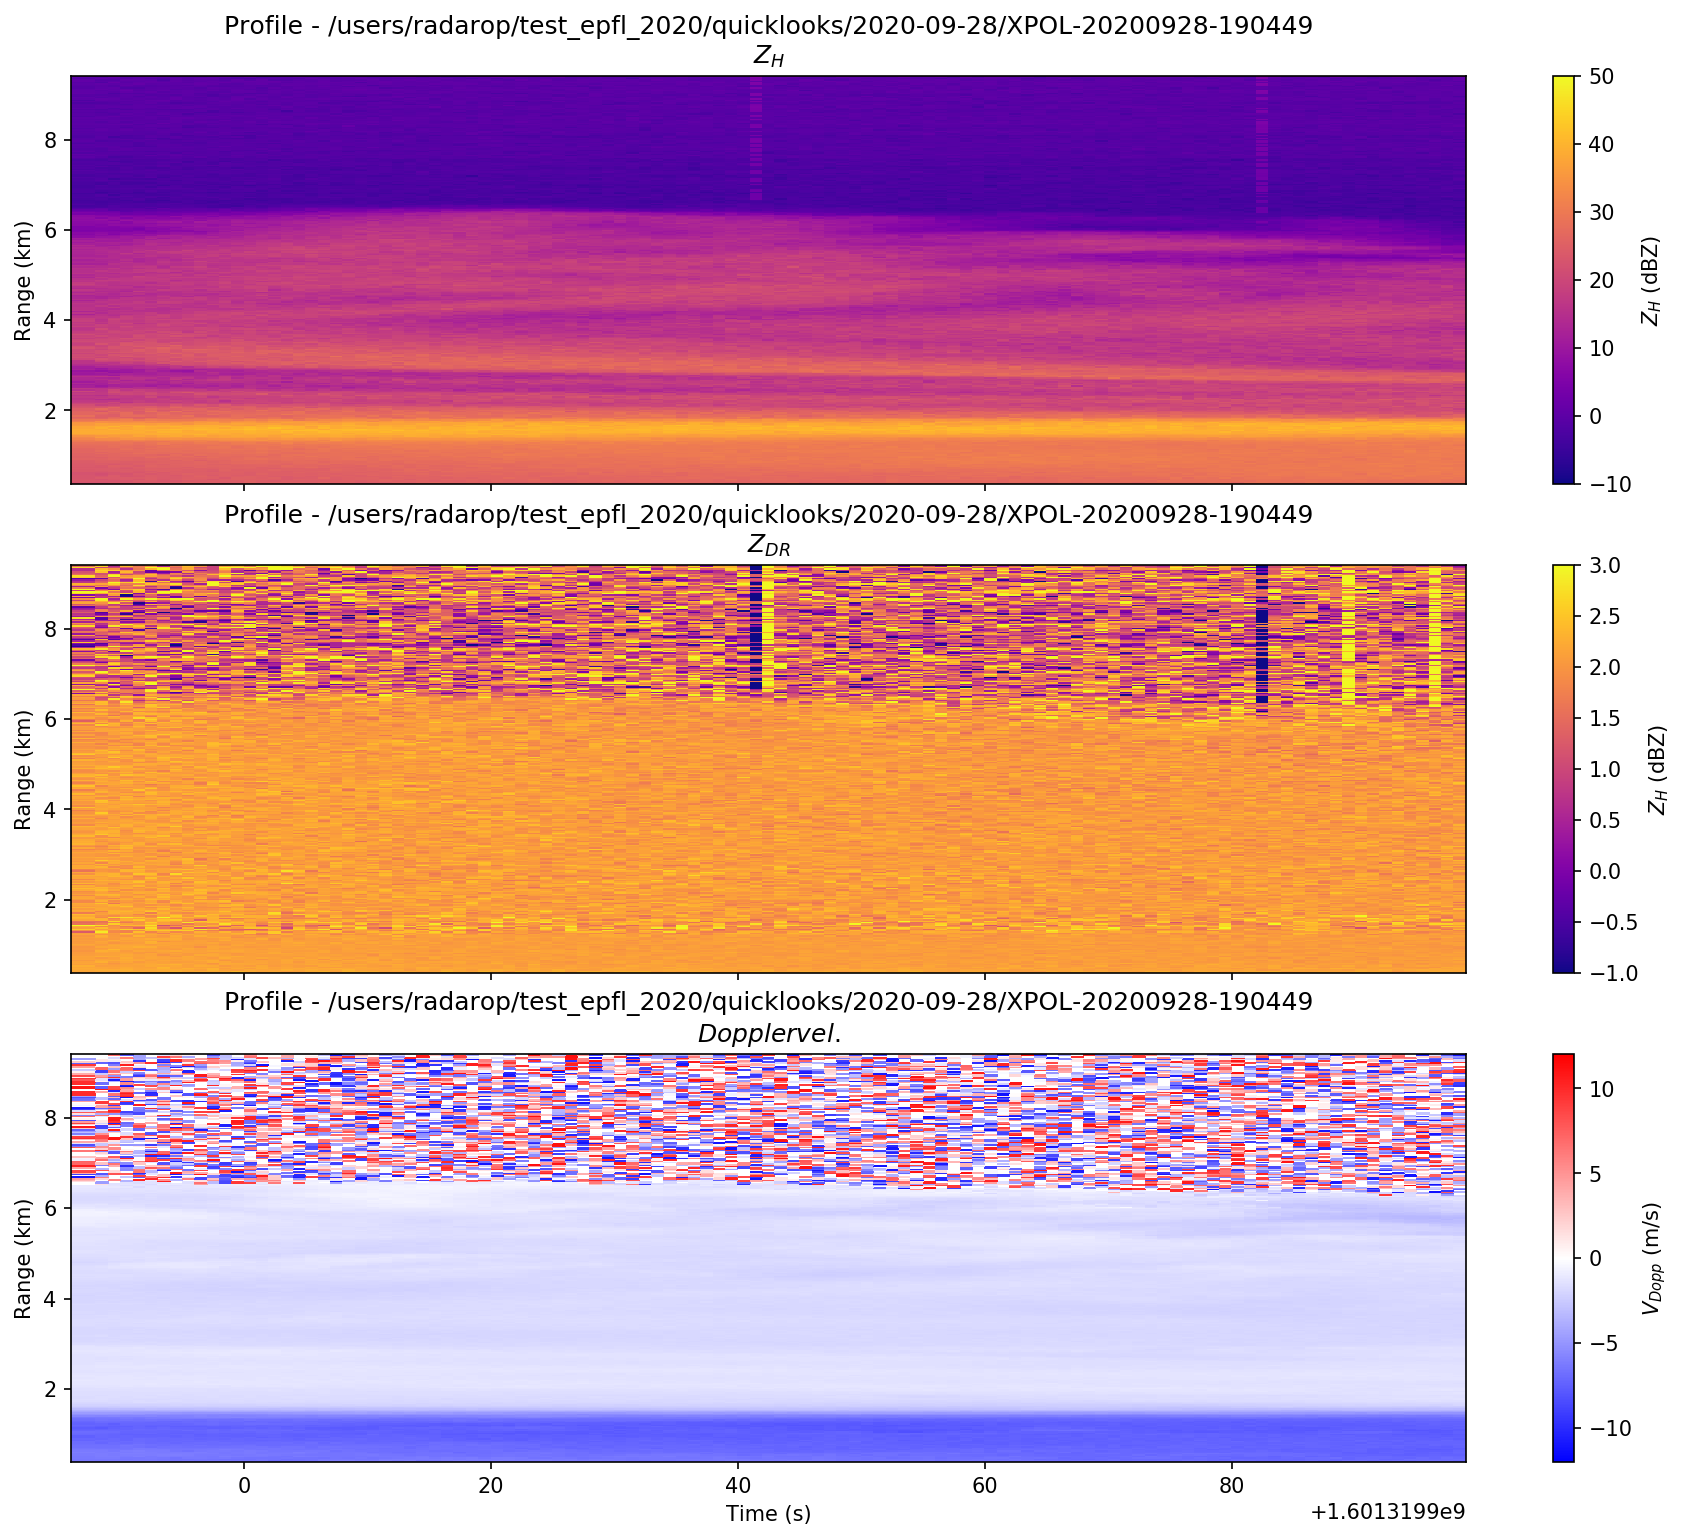 Profile - /users/radarop/test_epfl_2020/quicklooks/2020-09-28/XPOL-20200928-190449
Z_H
8
6
4
2
Range (km)
50
40
30
20
10
0
−10
Z_H (dBZ)
Profile - /users/radarop/test_epfl_2020/quicklooks/2020-09-28/XPOL-20200928-190449
Z_DR
8
6
4
2
Range (km)
3.0
2.5
2.0
1.5
1.0
0.5
0.0
−0.5
−1.0
Z_H (dBZ)
Profile - /users/radarop/test_epfl_2020/quicklooks/2020-09-28/XPOL-20200928-190449
Dopplervel.
8
6
4
2
Range (km)
0 20 40 60 80
Time (s)
+1.6013199e9
10
5
0
−5
−10
V_Dopp (m/s)